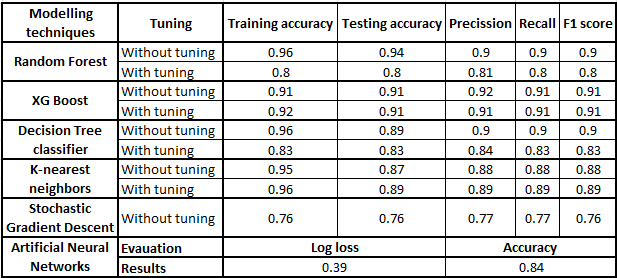 Modelling techniques Tuning Training accuracy Testing accuracy Precission Recall F1 score
Random Forest Without tuning 0.96 0.94 0.9 0.9 0.9
With tuning 0.8 0.8 0.81 0.8 0.8
XG Boost Without tuning 0.91 0.91 0.92 0.91 0.91
With tuning 0.92 0.91 0.91 0.91 0.91
Decision Tree classifier Without tuning 0.96 0.89 0.9 0.9 0.9
With tuning 0.83 0.83 0.84 0.83 0.83
K-nearest neighbors Without tuning 0.95 0.87 0.88 0.88 0.88
With tuning 0.96 0.89 0.89 0.89 0.89
Stochastic Gradient Descent Without tuning 0.76 0.76 0.77 0.77 0.76
Artificial Neural Networks Evauation Log loss Accuracy
Results 0.39 0.84